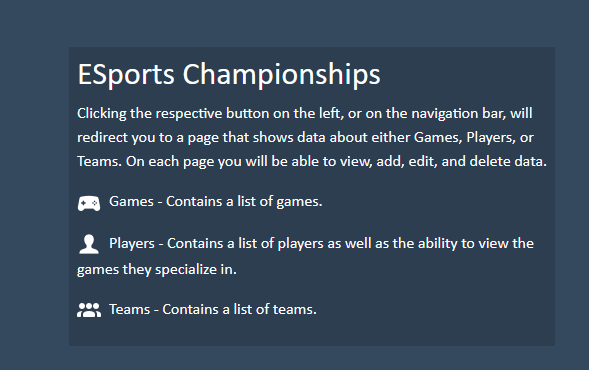 ESports Championships
Clicking the respective button on the left, or on the navigation bar, will
redirect you to a page that shows data about either Games, Players, or
Teams. On each page you will be able to view, add, edit, and delete data.
Games - Contains a list of games.
Players - Contains a list of players as well as the ability to view the
games they specialize in.
Teams - Contains a list of teams.